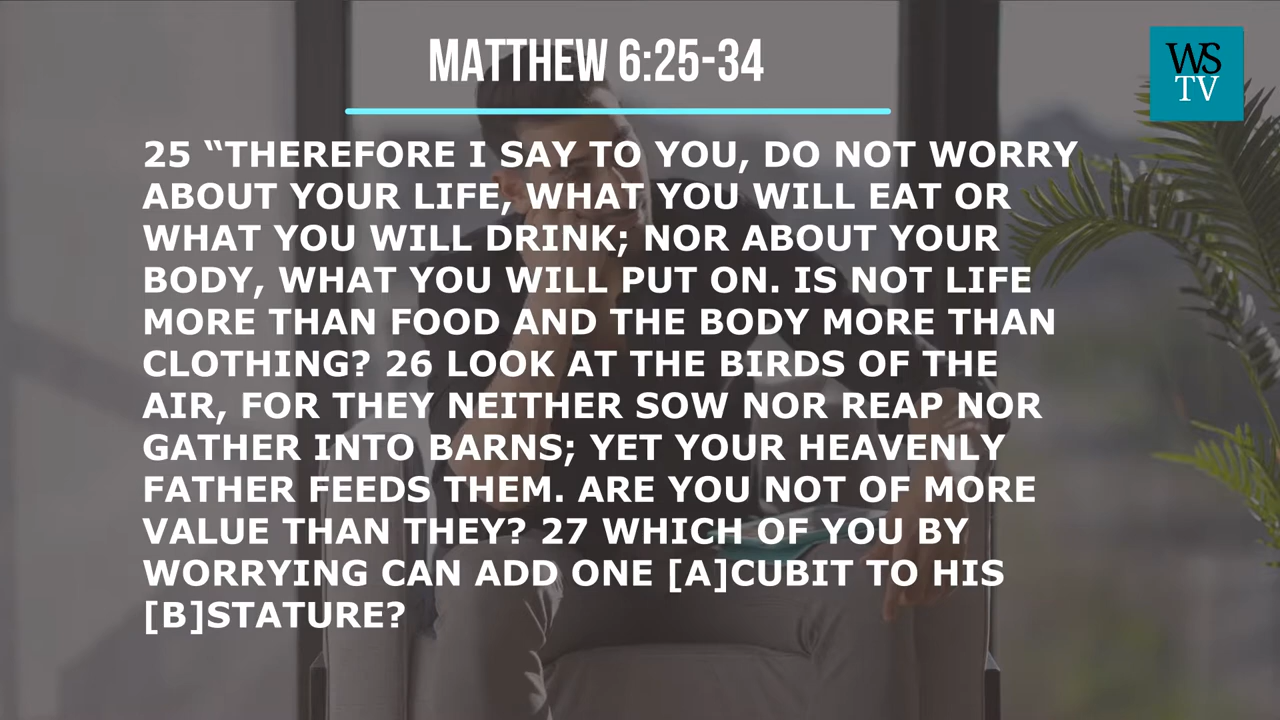 MATTHEW 6:25-34
WS
TV
25 “THEREFORE I SAY TO YOU, DO NOT WORRY
ABOUT YOUR LIFE, WHAT YOU WILL EAT OR
WHAT YOU WILL DRINK; NOR ABOUT YOUR
BODY, WHAT YOU WILL PUT ON. IS NOT LIFE
MORE THAN FOOD AND THE BODY MORE THAN
CLOTHING? 26 LOOK AT THE BIRDS OF THE
AIR, FOR THEY NEITHER SOW NOR REAP NOR
GATHER INTO BARNS; YET YOUR HEAVENLY
FATHER FEEDS THEM. ARE YOU NOT OF MORE
VALUE THAN THEY? 27 WHICH OF YOU BY
WORRYING CAN ADD ONE [A]CUBIT TO HIS
[B]STATURE?